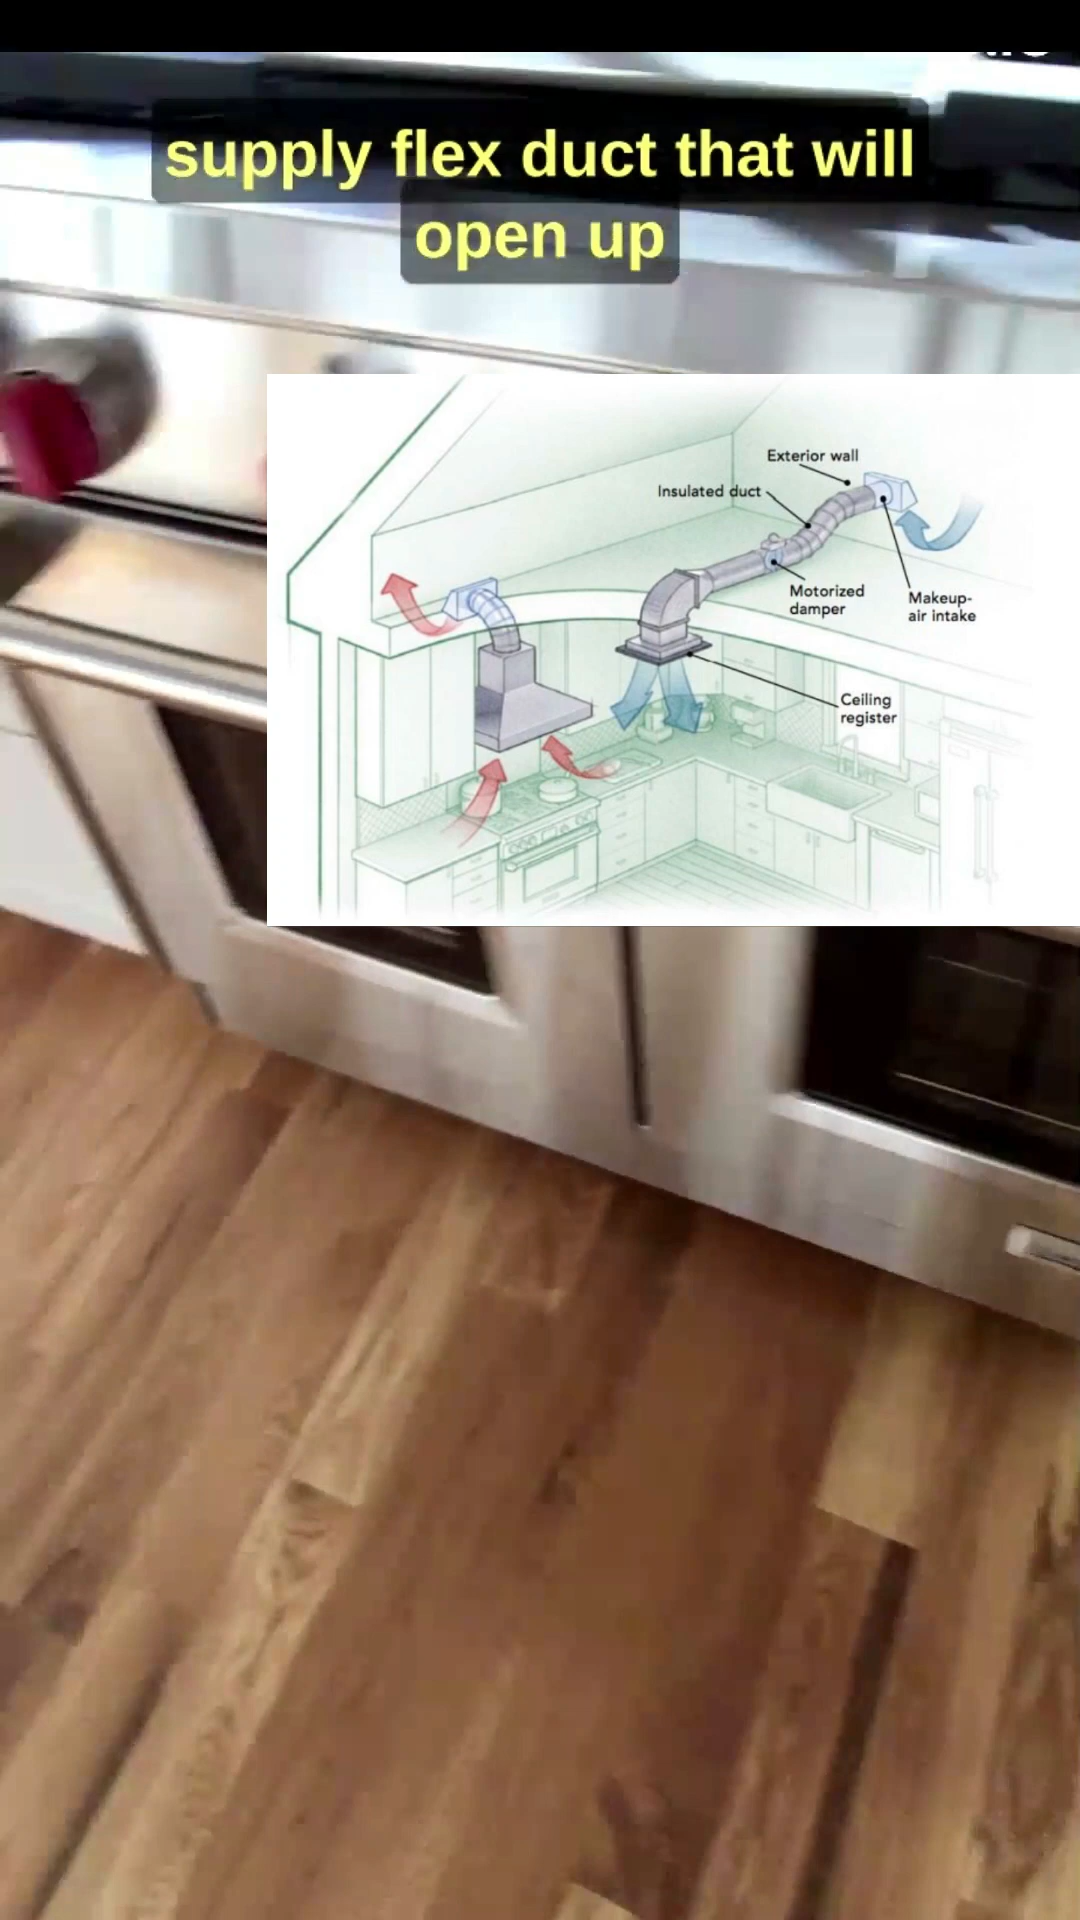 supply flex duct that will
open up
Exterior wall
Insulated duct
Motorized
damper
Makeup-
air intake
Ceiling
register